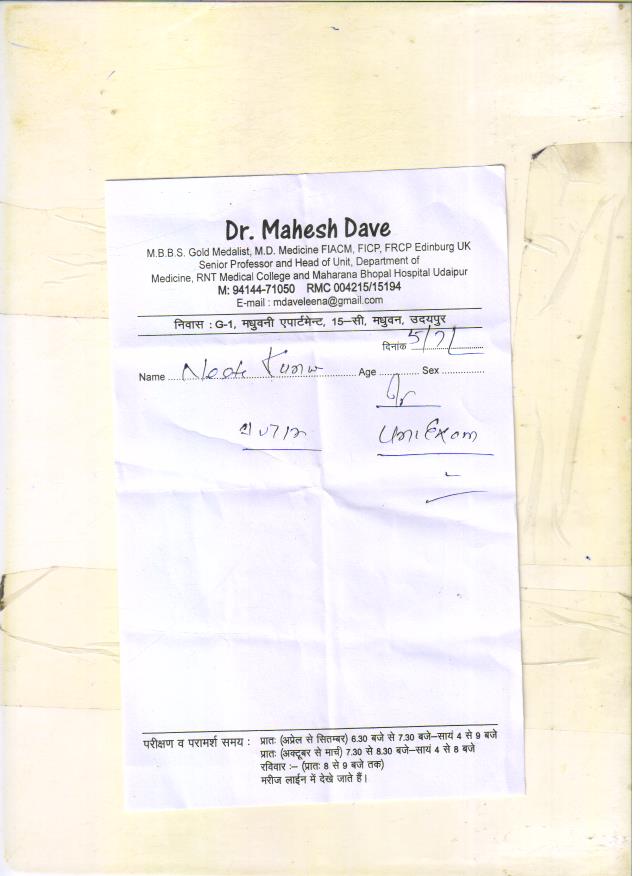 Dr. Mahesh Dave
M.B.B.S. Gold Medalist, M.D. Medicine FIACM, FICP, FRCP Edinburg UK
Senior Professor and Head of Unit, Department of
Medicine, RNT Medical College and Maharana Bhopal Hospital Udaipur
M: 94144-71050 RMC 004215/15194
E-mail : mdaveleena@gmail.com
निवास : G-1, मधुवनी एपार्टमेन्ट, 15–सी, मधुवन, उदयपुर
दिनांक
Name Age Sex
परीक्षण व परामर्श समय : प्रातः (अप्रेल से सितम्बर) 6.30 बजे से 7.30 बजे–सायं 4 से 9 बजे
प्रातः (अक्टूबर से मार्च) 7.30 से 8.30 बजे–सायं 4 से 8 बजे
रविवार :– (प्रातः 8 से 9 बजे तक)
मरीज लाईन में देखे जाते हैं।